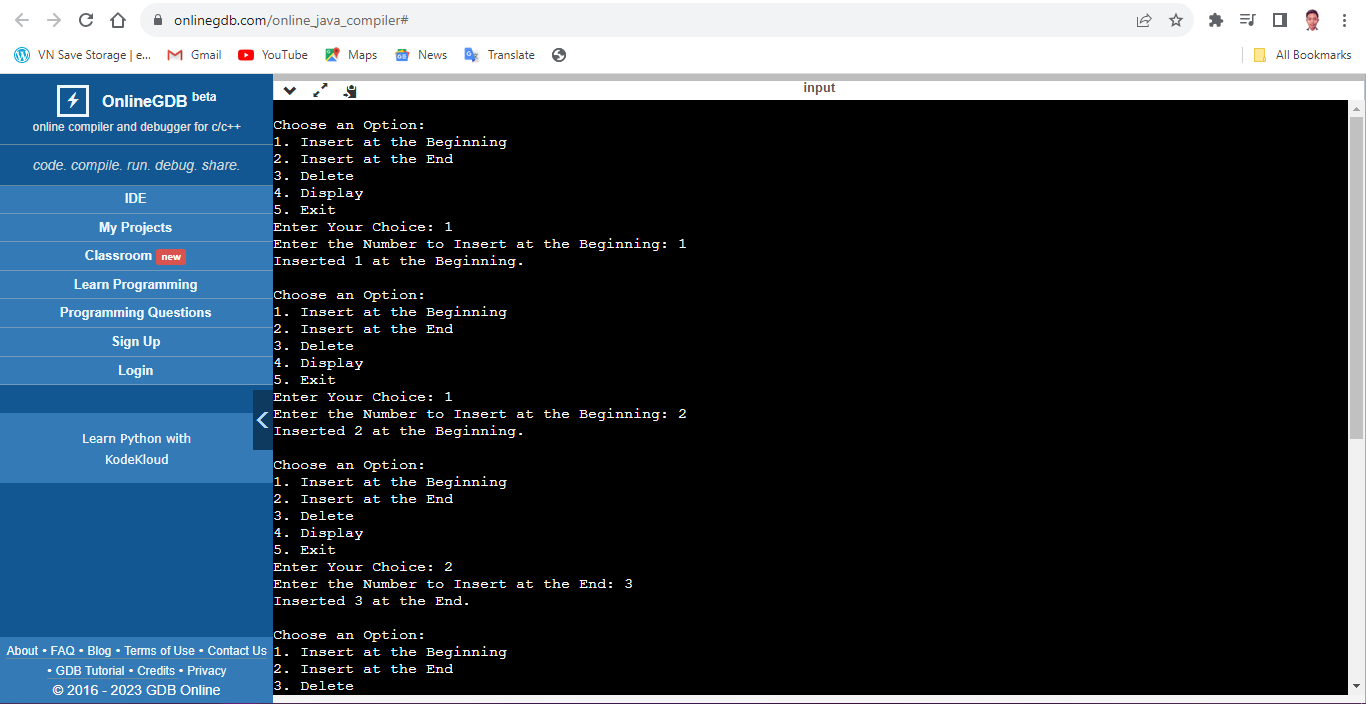 onlinegdb.com/online_java_compiler#
VN Save Storage | e... Gmail YouTube Maps News Translate All Bookmarks
OnlineGDB beta
online compiler and debugger for c/c++
code. compile. run. debug. share.
IDE
My Projects
Classroom new
Learn Programming
Programming Questions
Sign Up
Login
Learn Python with
KodeKloud
About • FAQ • Blog • Terms of Use • Contact Us
• GDB Tutorial • Credits • Privacy
© 2016 - 2023 GDB Online
input
Choose an Option:
1. Insert at the Beginning
2. Insert at the End
3. Delete
4. Display
5. Exit
Enter Your Choice: 1
Enter the Number to Insert at the Beginning: 1
Inserted 1 at the Beginning.
Choose an Option:
1. Insert at the Beginning
2. Insert at the End
3. Delete
4. Display
5. Exit
Enter Your Choice: 1
Enter the Number to Insert at the Beginning: 2
Inserted 2 at the Beginning.
Choose an Option:
1. Insert at the Beginning
2. Insert at the End
3. Delete
4. Display
5. Exit
Enter Your Choice: 2
Enter the Number to Insert at the End: 3
Inserted 3 at the End.
Choose an Option:
1. Insert at the Beginning
2. Insert at the End
3. Delete